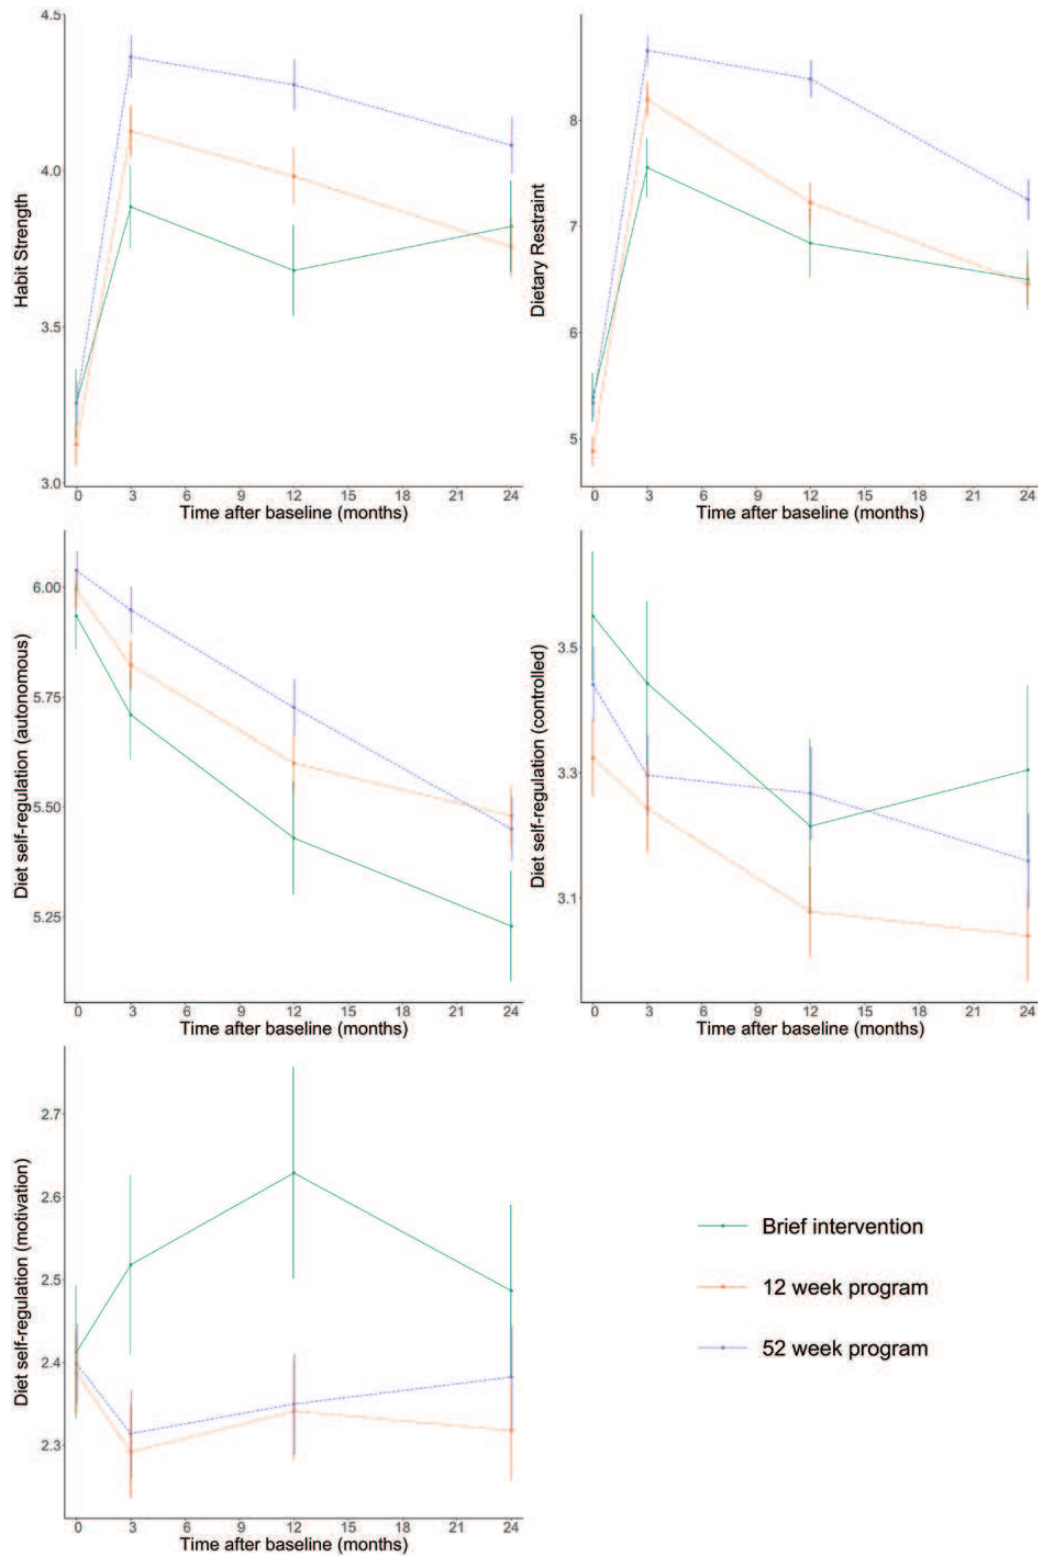 Habit Strength
4.5
4.0
3.5
3.0
0 3 6 9 12 15 18 21 24
Time after baseline (months)
Dietary Restraint
8
7
6
5
0 3 6 9 12 15 18 21 24
Time after baseline (months)
Diet self-regulation (autonomous)
6.00
5.75
5.50
5.25
0 3 6 9 12 15 18 21 24
Time after baseline (months)
Diet self-regulation (controlled)
3.5
3.3
3.1
0 3 6 9 12 15 18 21 24
Time after baseline (months)
Diet self-regulation (motivation)
2.7
2.6
2.5
2.4
2.3
0 3 6 9 12 15 18 21 24
Time after baseline (months)
Brief intervention
12 week program
52 week program